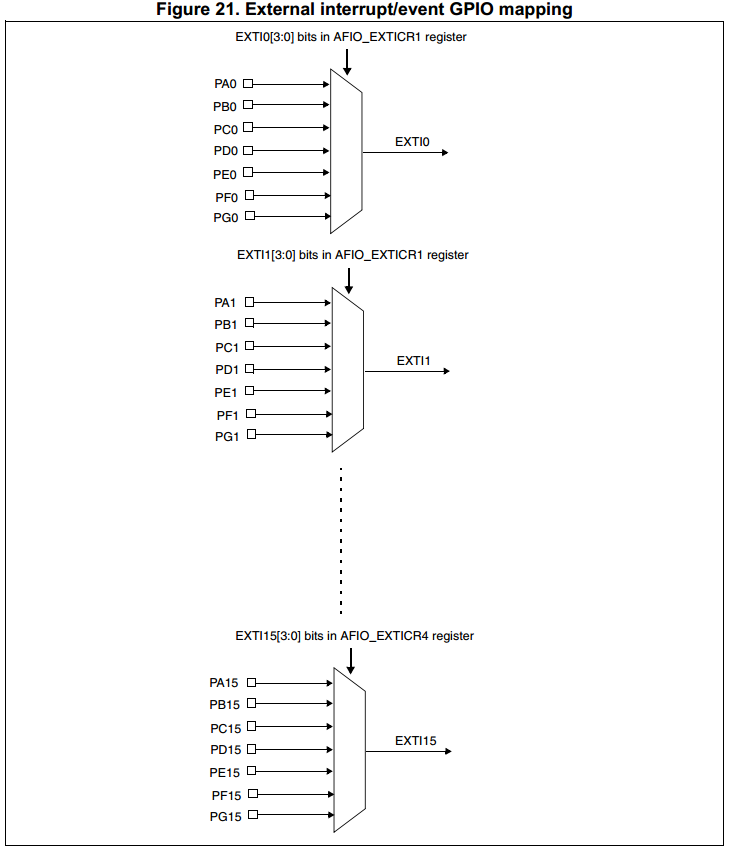 Figure 21. External interrupt/event GPIO mapping
EXTI0[3:0] bits in AFIO_EXTICR1 register
PA0
PB0
PC0
EXTI0
PD0
PE0
PF0
PG0
EXTI1[3:0] bits in AFIO_EXTICR1 register
PA1
PB1
PC1
EXTI1
PD1
PE1
PF1
PG1
EXTI15[3:0] bits in AFIO_EXTICR4 register
PA15
PB15
PC15
EXTI15
PD15
PE15
PF15
PG15